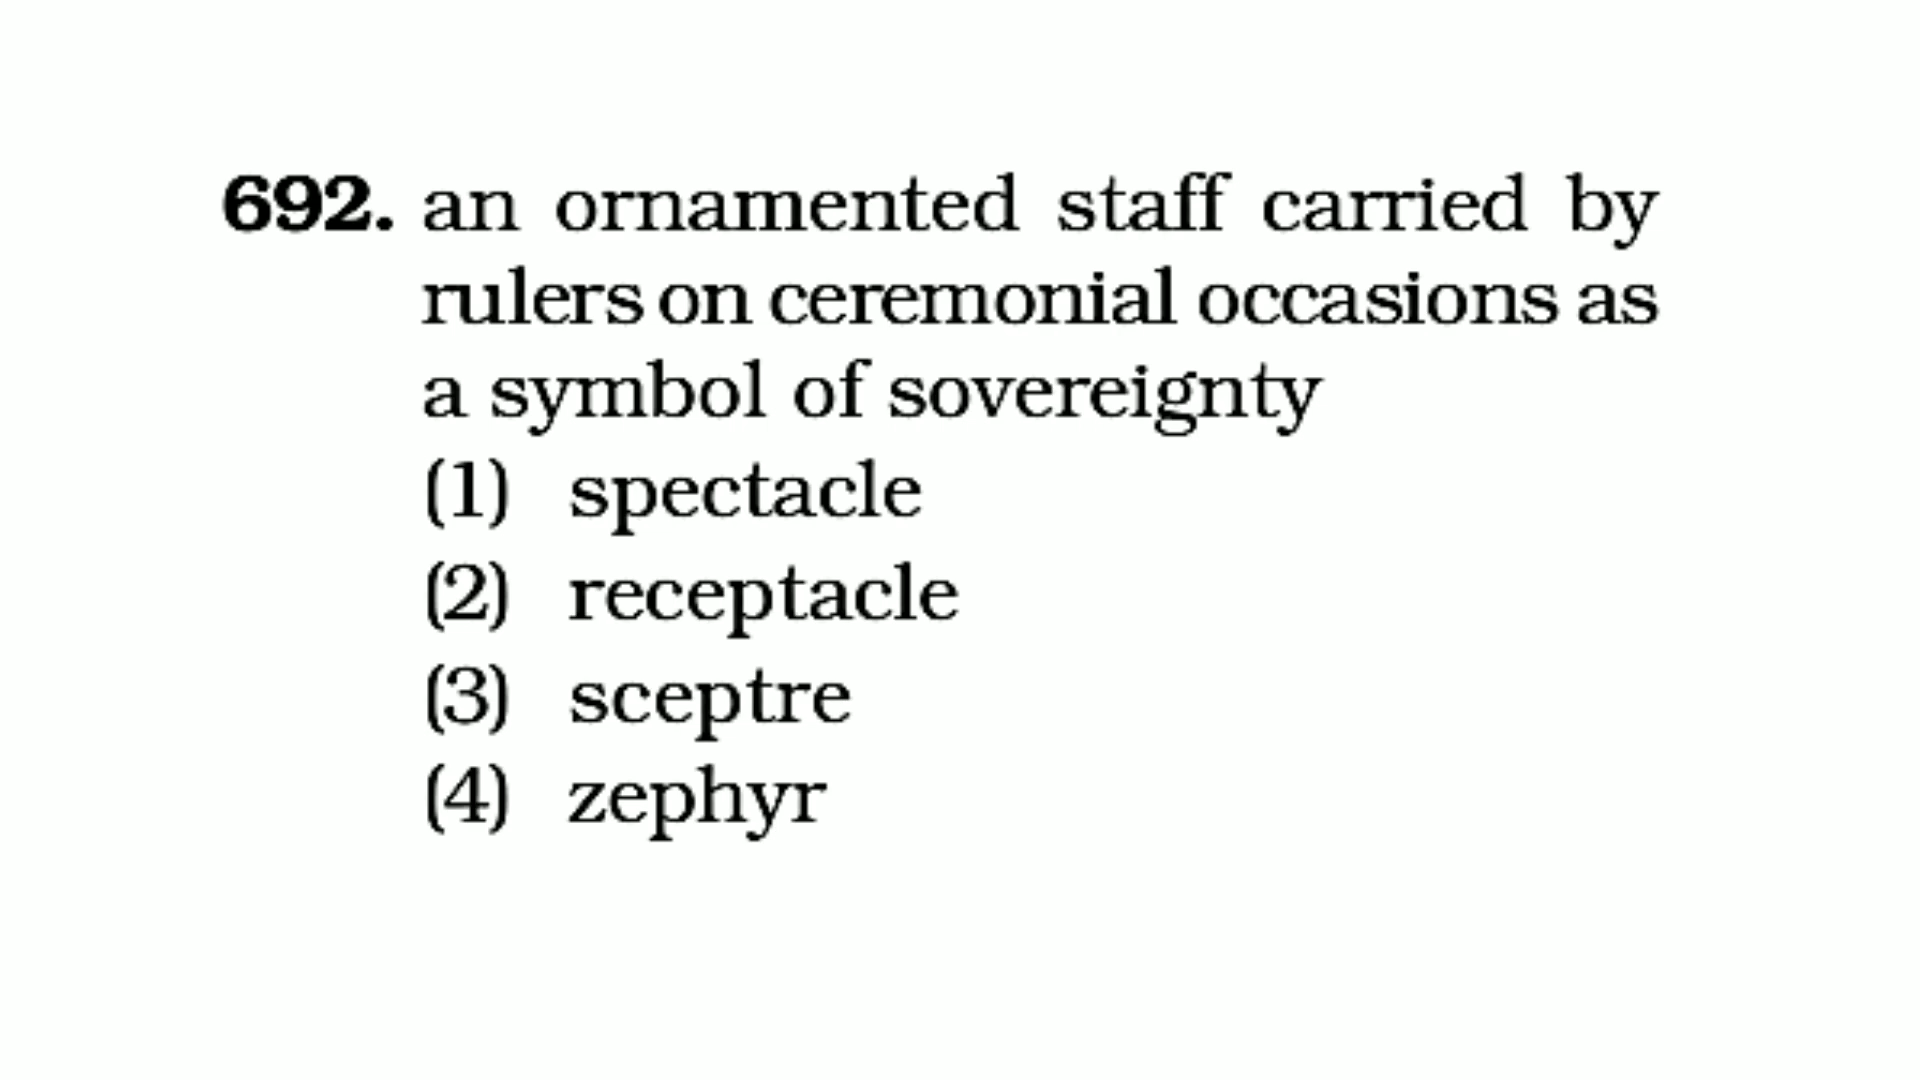 692. an ornamented staff carried by
rulers on ceremonial occasions as
a symbol of sovereignty
(1) spectacle
(2) receptacle
(3) sceptre
(4) zephyr